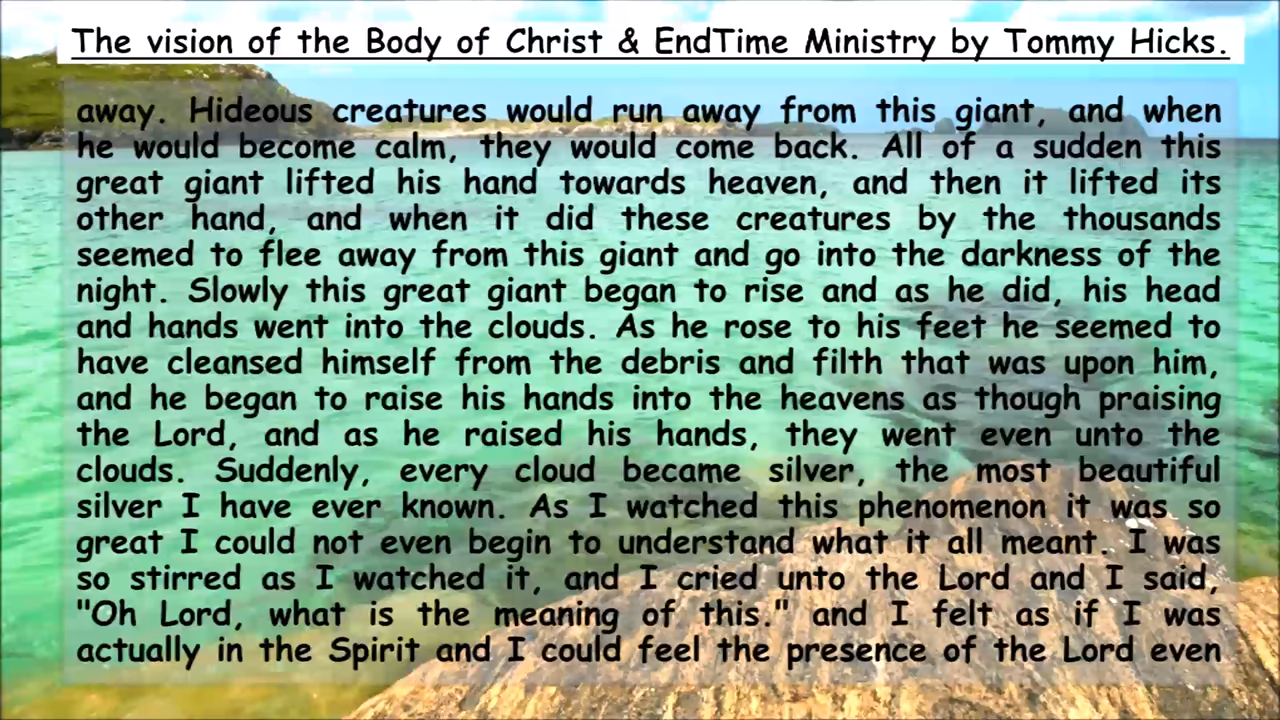 The vision of the Body of Christ & EndTime Ministry by Tommy Hicks.
away. Hideous creatures would run away from this giant, and when
he would become calm, they would come back. All of a sudden this
great giant lifted his hand towards heaven, and then it lifted its
other hand, and when it did these creatures by the thousands
seemed to flee away from this giant and go into the darkness of the
night. Slowly this great giant began to rise and as he did, his head
and hands went into the clouds. As he rose to his feet he seemed to
have cleansed himself from the debris and filth that was upon him,
and he began to raise his hands into the heavens as though praising
the Lord, and as he raised his hands, they went even unto the
clouds. Suddenly, every cloud became silver, the most beautiful
silver I have ever known. As I watched this phenomenon it was so
great I could not even begin to understand what it all meant. I was
so stirred as I watched it, and I cried unto the Lord and I said,
"Oh Lord, what is the meaning of this." and I felt as if I was
actually in the Spirit and I could feel the presence of the Lord even